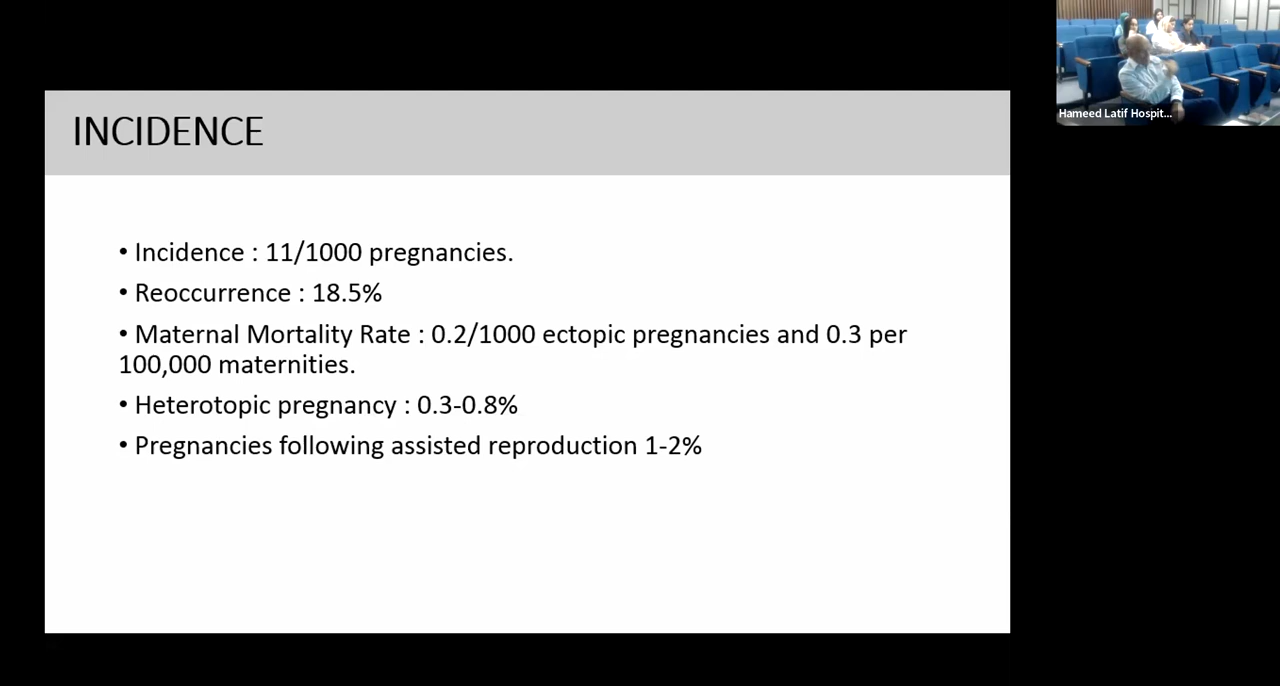 INCIDENCE
• Incidence : 11/1000 pregnancies.
• Reoccurrence : 18.5%
• Maternal Mortality Rate : 0.2/1000 ectopic pregnancies and 0.3 per
100,000 maternities.
• Heterotopic pregnancy : 0.3-0.8%
• Pregnancies following assisted reproduction 1-2%
Hameed Latif Hospit...